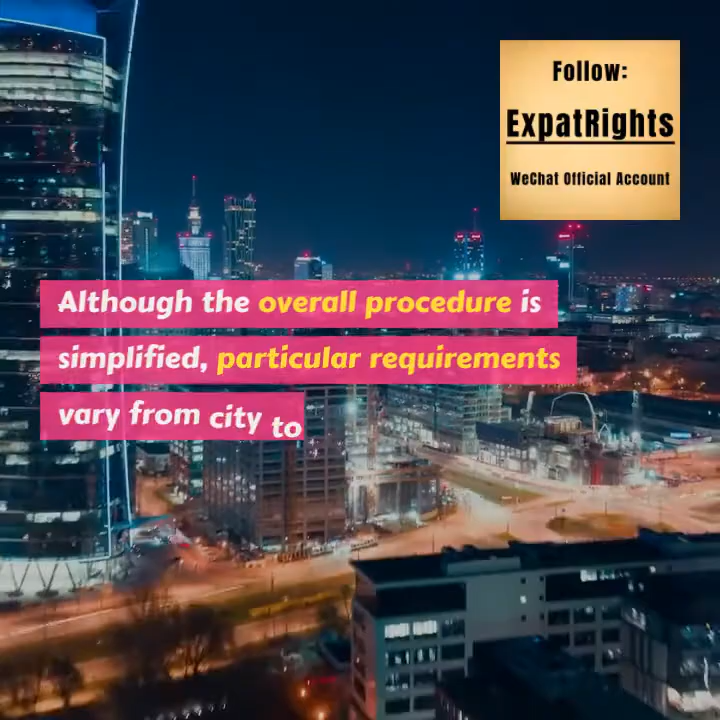 Follow:
ExpatRights
WeChat Official Account
Although the overall procedure is
simplified, particular requirements
vary from city to